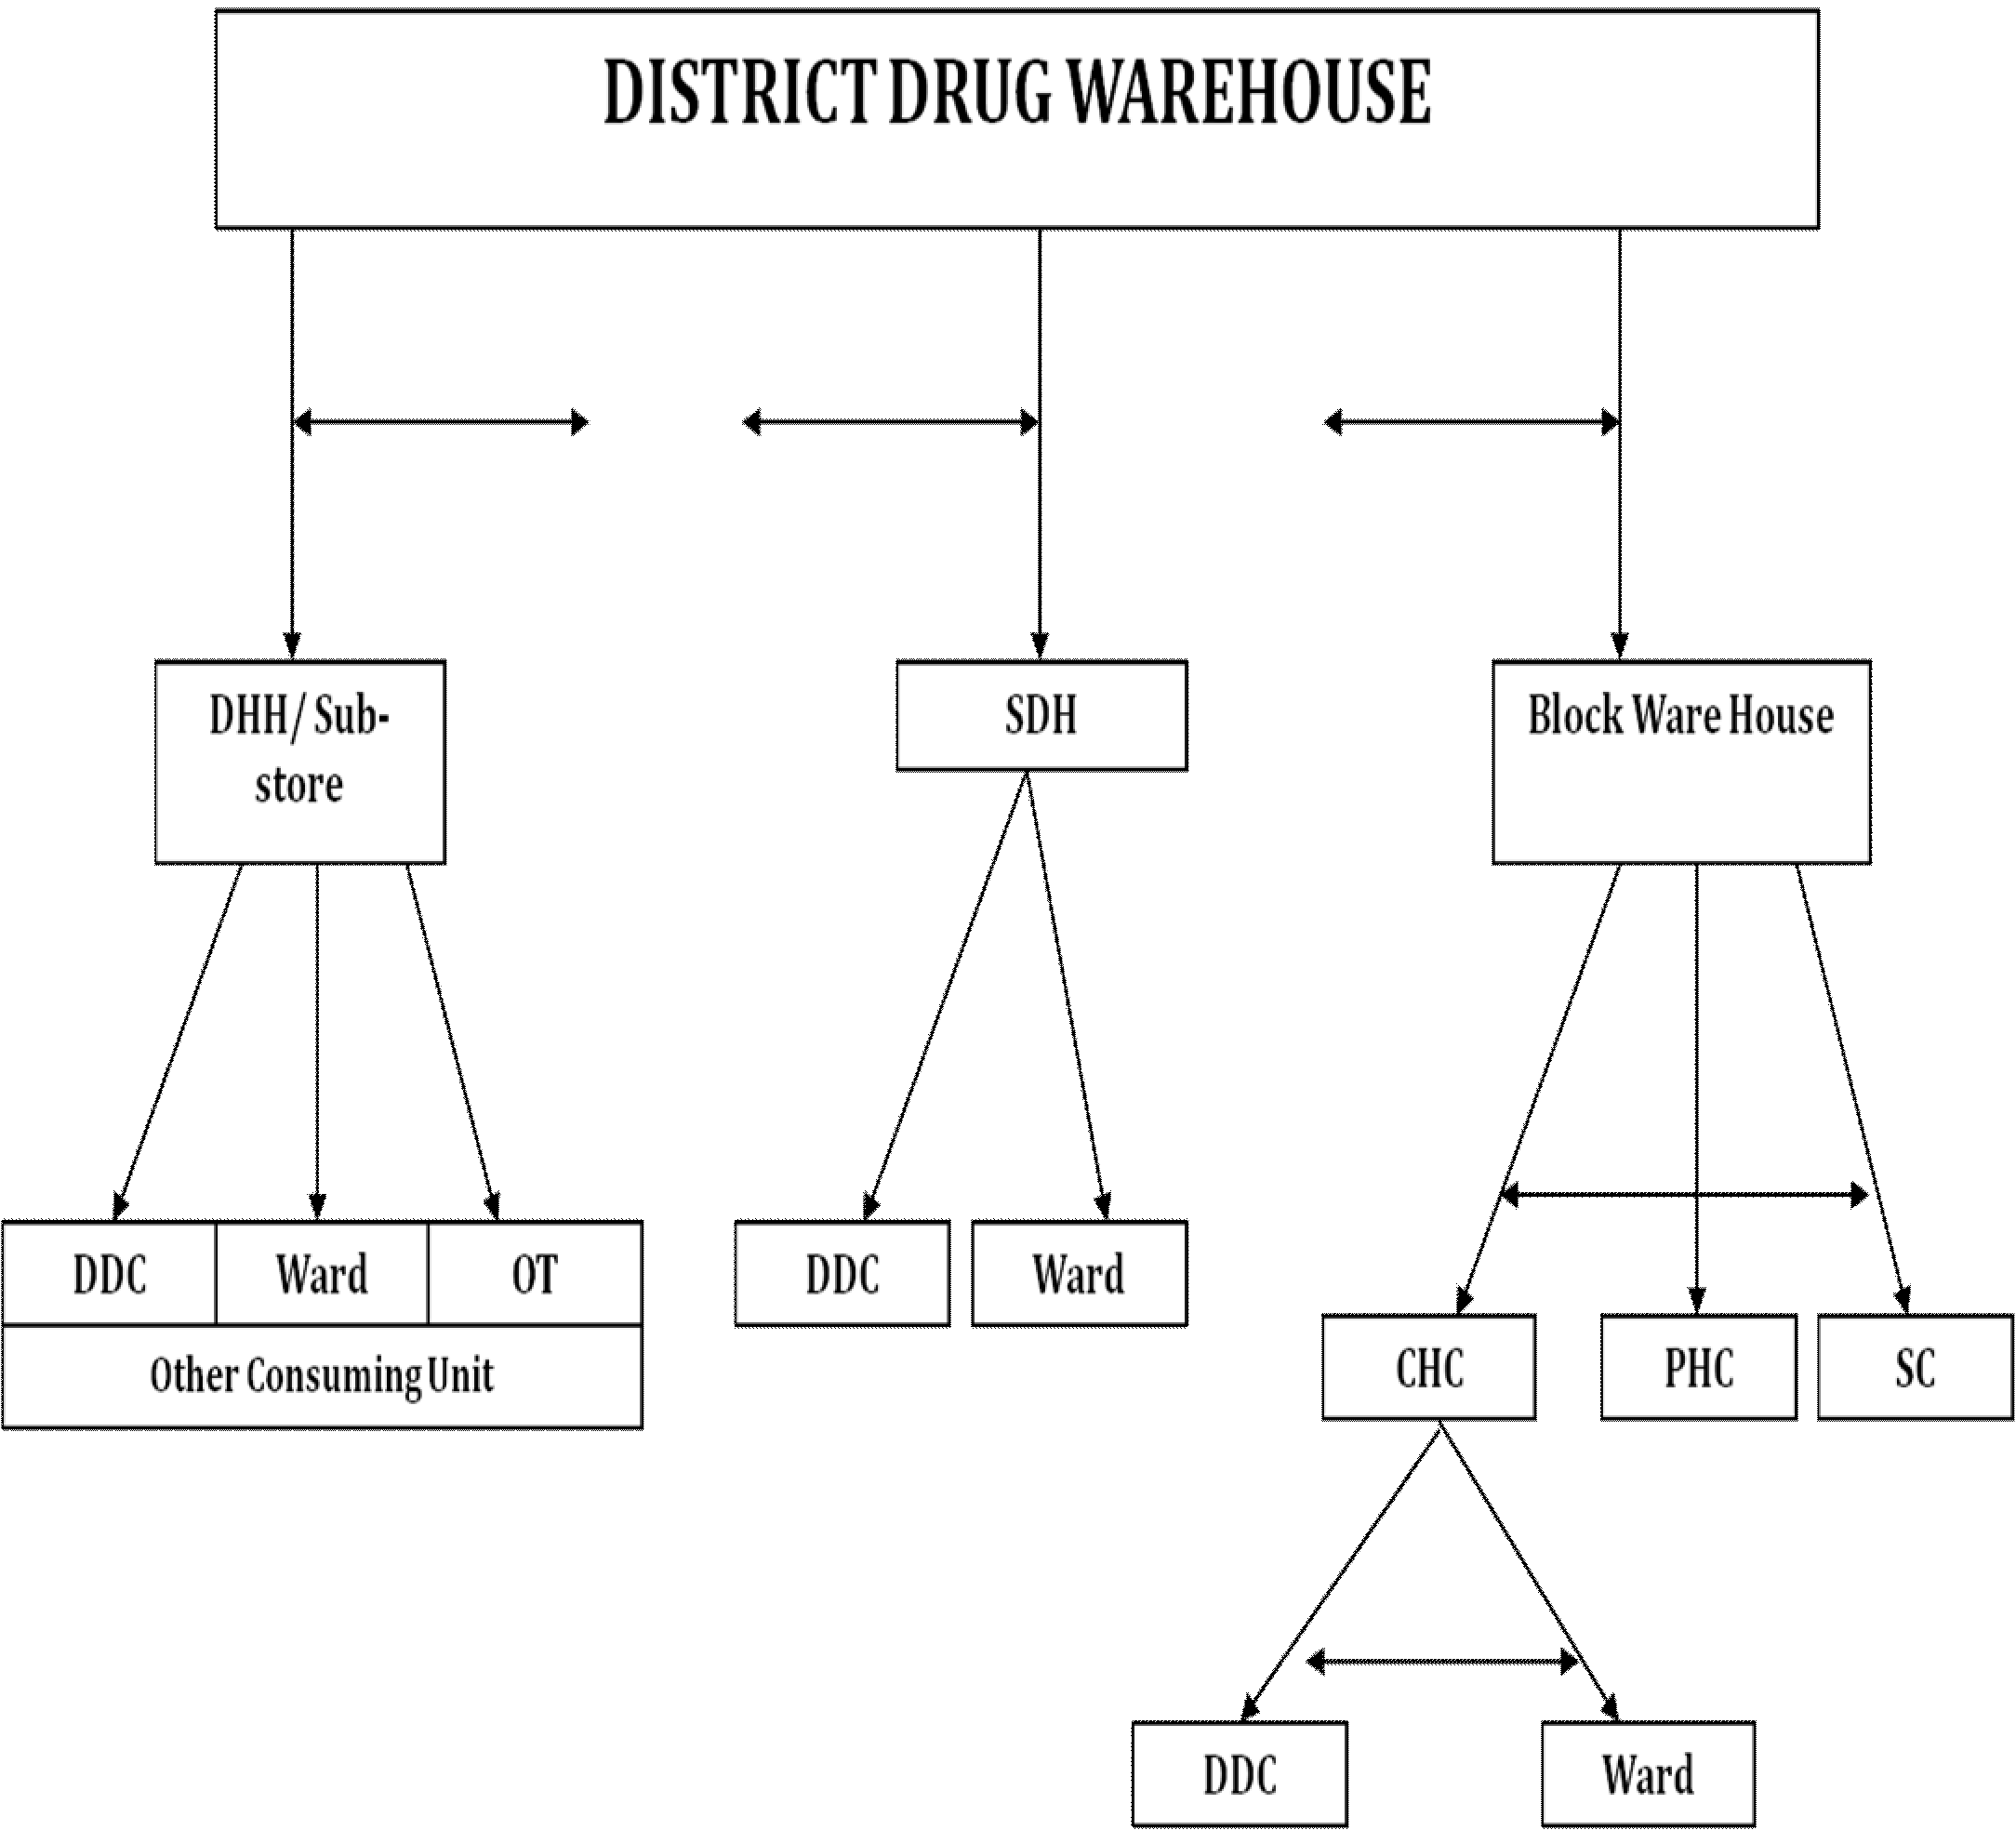 DISTRICT DRUG WAREHOUSE
DHH/ Sub-
store
SDH
Block Ware House
DDC
Ward
OT
Other Consuming Unit
DDC
Ward
CHC
PHC
SC
DDC
Ward